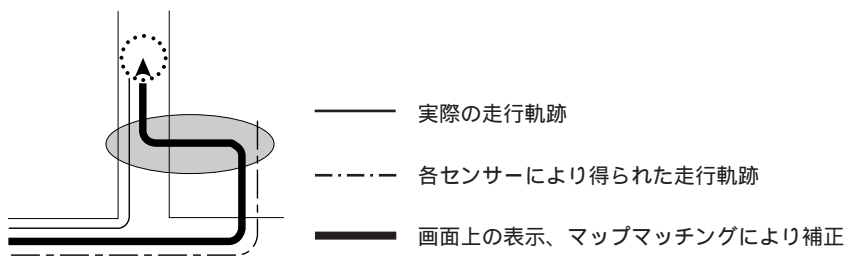 実際の走行軌跡
各センサーにより得られた走行軌跡
画面上の表示、マップマッチングにより補正